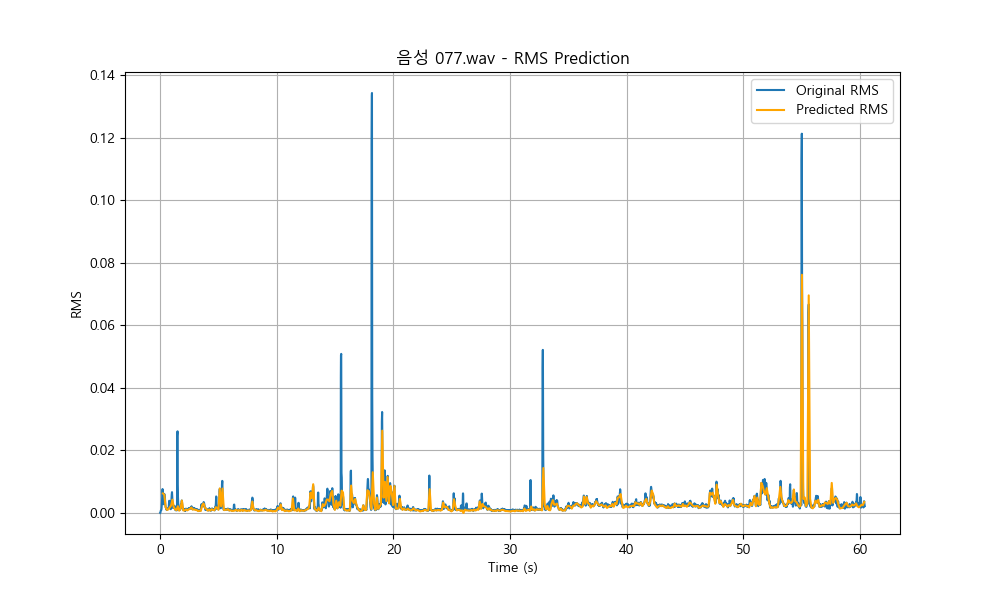 음성 077.wav - RMS Prediction
Original RMS
Predicted RMS
RMS
0.14
0.12
0.10
0.08
0.06
0.04
0.02
0.00
0 10 20 30 40 50 60
Time (s)